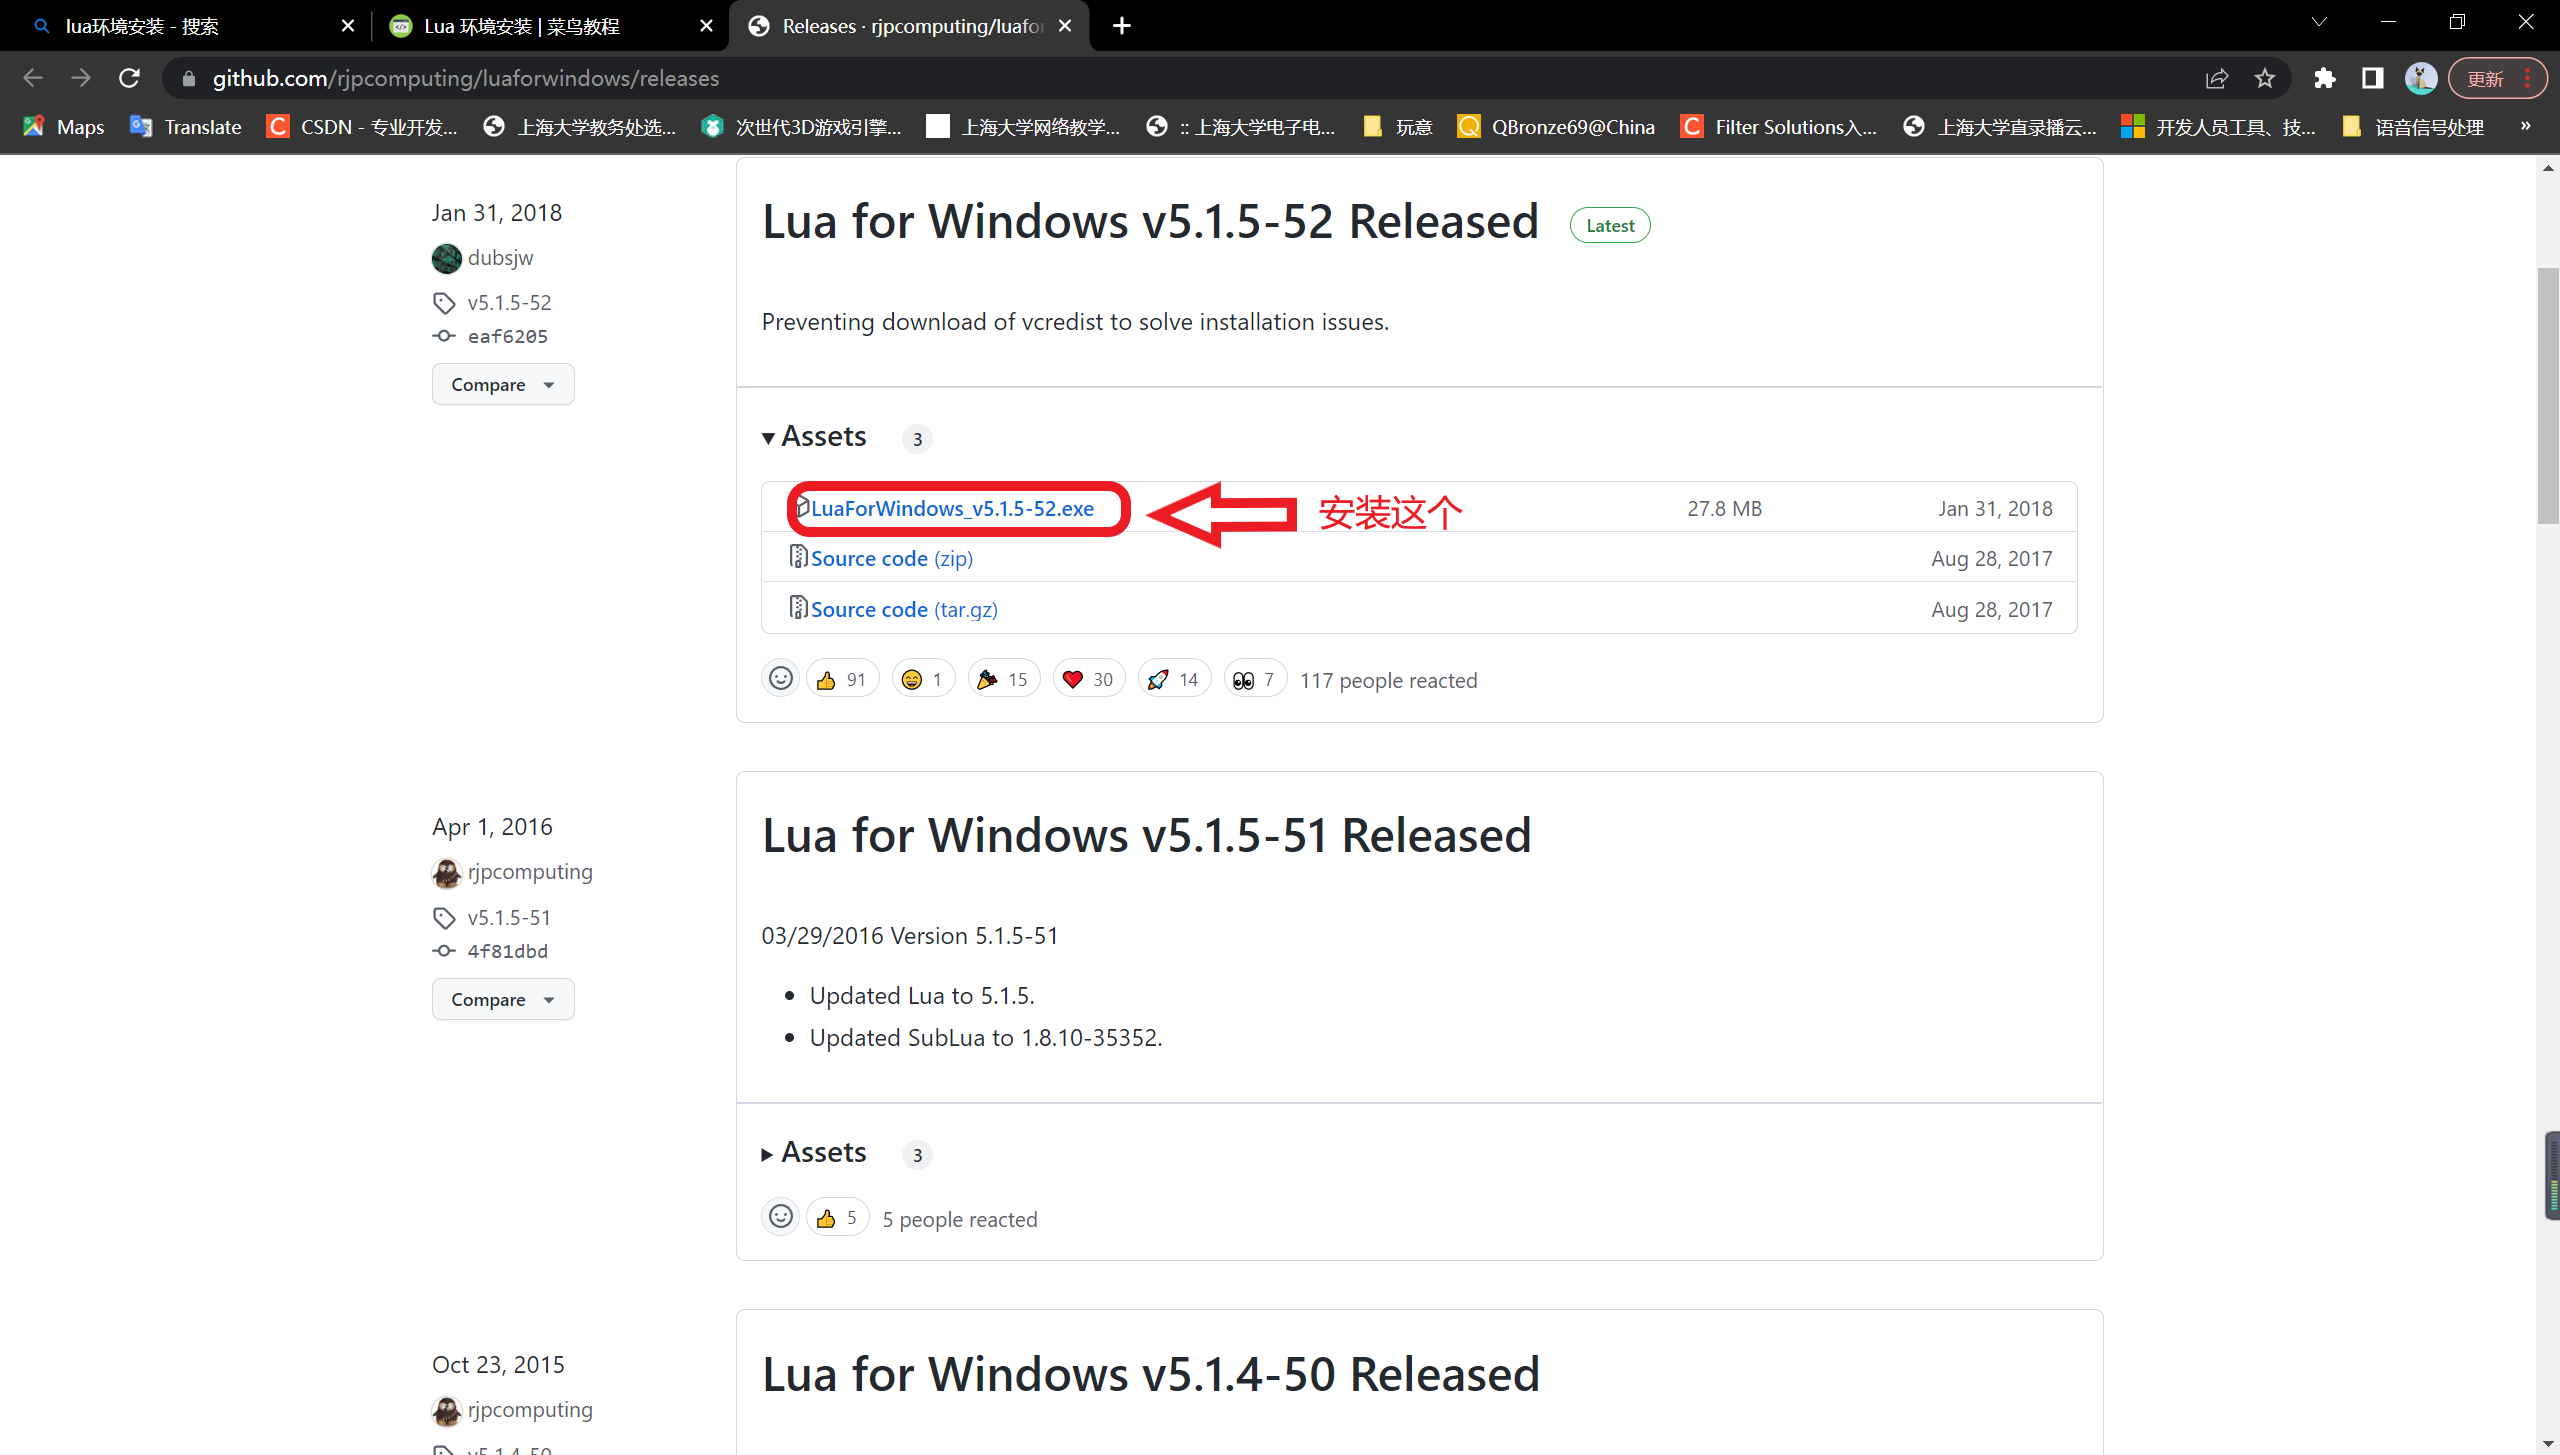 lua环境安装 - 搜索
Lua 环境安装 | 菜鸟教程
Releases · rjpcomputing/luafor
github.com/rjpcomputing/luaforwindows/releases
更新
Maps
Translate
CSDN - 专业开发...
上海大学教务处选...
次世代3D游戏引擎...
上海大学网络教学...
:: 上海大学电子电...
玩意
QBronze69@China
Filter Solutions入...
上海大学直录播云...
开发人员工具、技...
语音信号处理
»
Jan 31, 2018
dubsjw
v5.1.5-52
eaf6205
Compare
Lua for Windows v5.1.5-52 Released
Latest
Preventing download of vcredist to solve installation issues.
Assets 3
LuaForWindows_v5.1.5-52.exe 安装这个 27.8 MB Jan 31, 2018
Source code (zip) Aug 28, 2017
Source code (tar.gz) Aug 28, 2017
91 1 15 30 14 7 117 people reacted
Apr 1, 2016
rjpcomputing
v5.1.5-51
4f81dbd
Compare
Lua for Windows v5.1.5-51 Released
03/29/2016 Version 5.1.5-51
• Updated Lua to 5.1.5.
• Updated SubLua to 1.8.10-35352.
Assets 3
5 5 people reacted
Oct 23, 2015
rjpcomputing
v5.1.4-50
Lua for Windows v5.1.4-50 Released